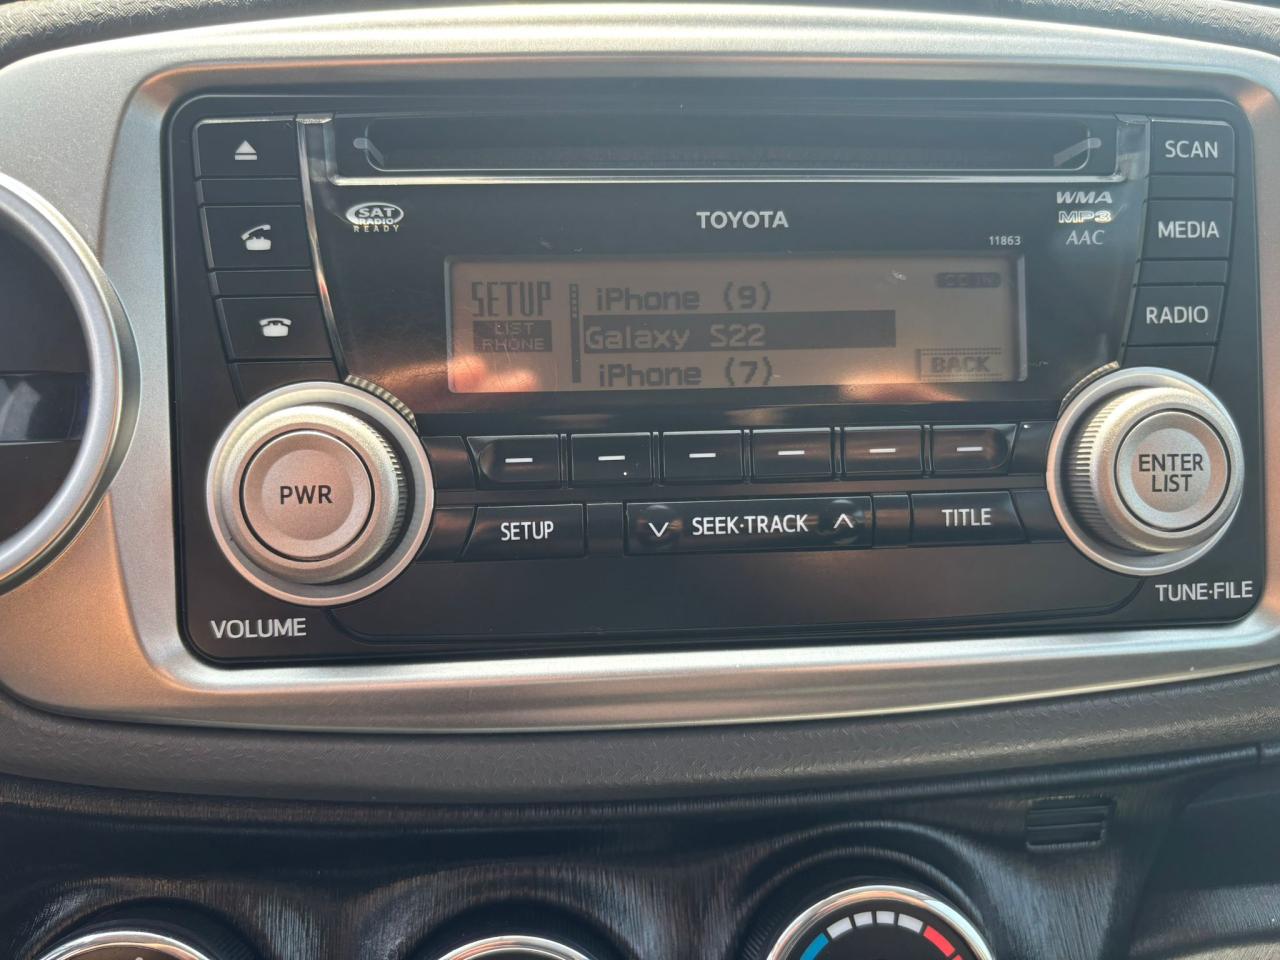 SCAN
SAT
RADIO
READY
TOYOTA
WMA
MP3
AAC
11863
MEDIA
SETUP
LIST
PHONE
iPhone (9)
Galaxy S22
iPhone (7)
BACK
RADIO
PWR
VOLUME
SETUP
SEEK·TRACK
TITLE
ENTER
LIST
TUNE·FILE